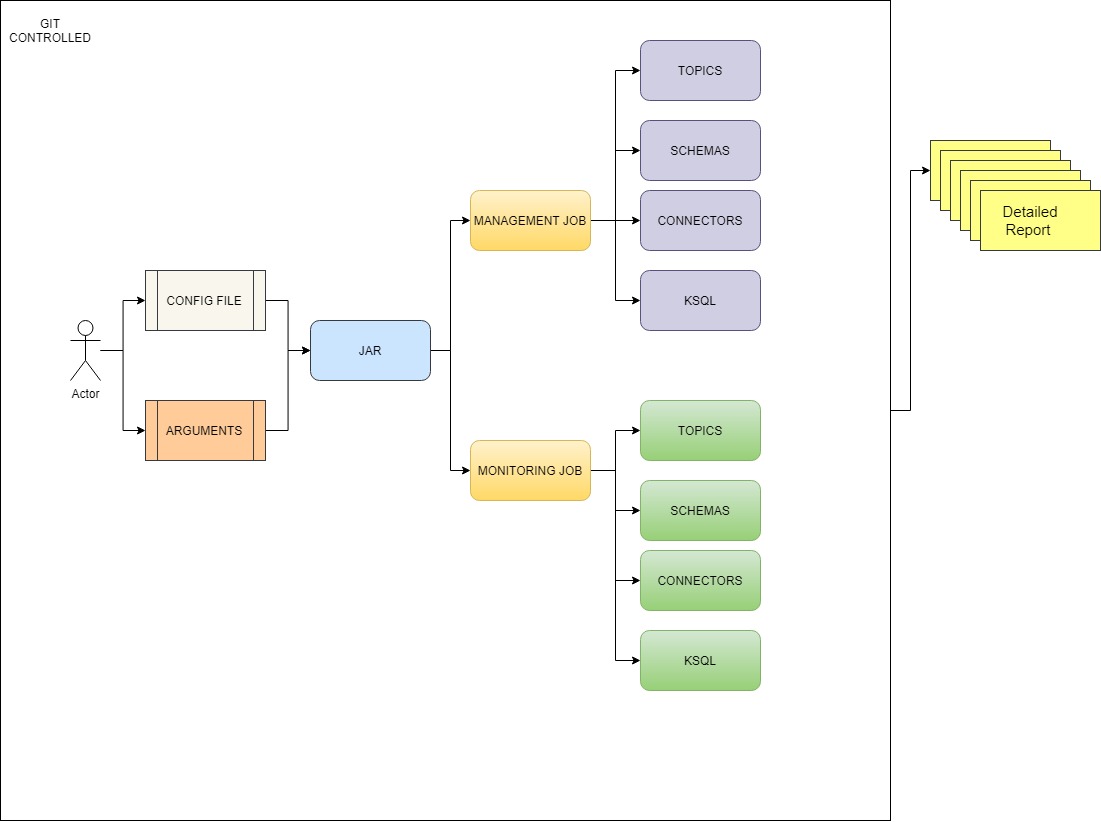 GIT
CONTROLLED
TOPICS
SCHEMAS
MANAGEMENT JOB
CONNECTORS
KSQL
Detailed
Report
CONFIG FILE
JAR
Actor
ARGUMENTS
TOPICS
MONITORING JOB
SCHEMAS
CONNECTORS
KSQL